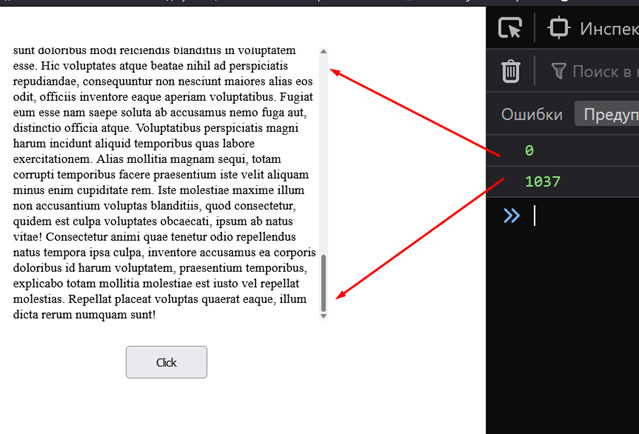 sunt doloribus modi reiciendis blanditiis in voluptatem
esse. Hic voluptates atque beatae nihil ad perspiciatis
repudiandae, consequuntur non nesciunt maiores alias eos
odit, officiis inventore eaque aperiam voluptatibus. Fugiat
eum esse nam saepe soluta ab accusamus nemo fuga aut,
distinctio officia atque. Voluptatibus perspiciatis magni
harum incidunt aliquid temporibus quas labore
exercitationem. Alias mollitia magnam sequi, totam
corrupti temporibus facere praesentium iste velit aliquam
minus enim cupiditate rem. Iste molestiae maxime illum
non accusantium voluptas blanditiis, quod consectetur,
quidem est culpa voluptates obcaecati, ipsum ab natus
vitae! Consectetur animi quae tenetur odio repellendus
natus tempora ipsa culpa, inventore accusamus ea corporis
doloribus id harum voluptatem, praesentium temporibus,
explicabo totam mollitia molestiae est iusto vel repellat
molestias. Repellat placeat voluptas quaerat eaque, illum
dicta rerum numquam sunt!
Click
Инспек
Поиск в
Ошибки Предуп
0
1037